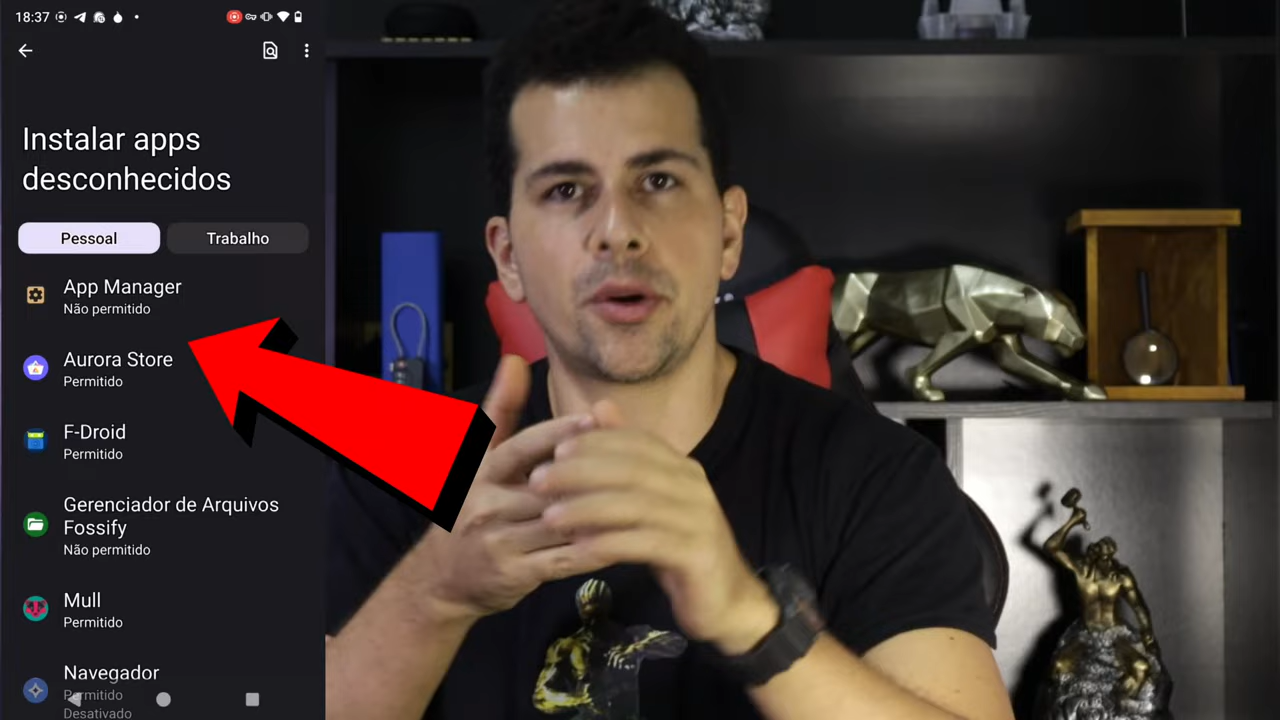 18:37
Instalar apps
desconhecidos
Pessoal
Trabalho
App Manager
Não permitido
Aurora Store
Permitido
F-Droid
Permitido
Gerenciador de Arquivos
Fossify
Não permitido
Mull
Permitido
Navegador
Permitido
Desativado